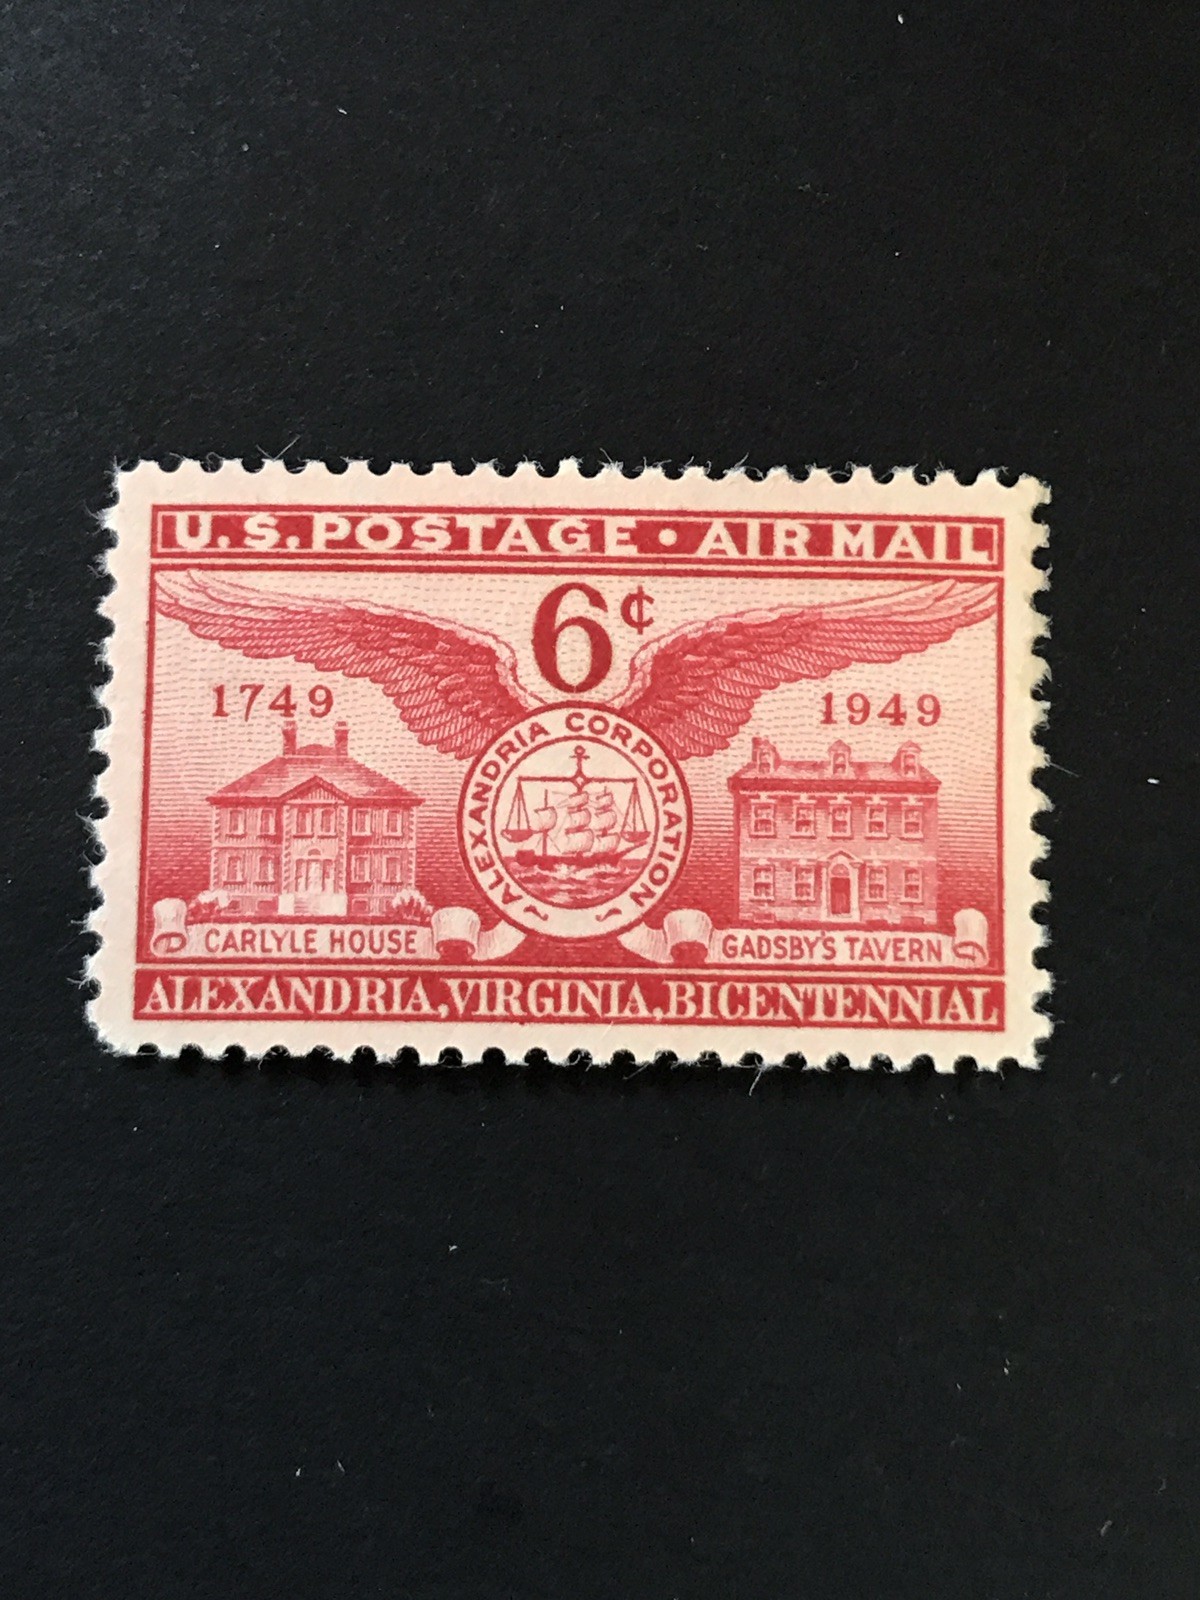 U.S. POSTAGE • AIR MAIL
6¢
1749
1949
ALEXANDRIA CORPORATION
CARLYLE HOUSE
GADSBY'S TAVERN
ALEXANDRIA, VIRGINIA, BICENTENNIAL